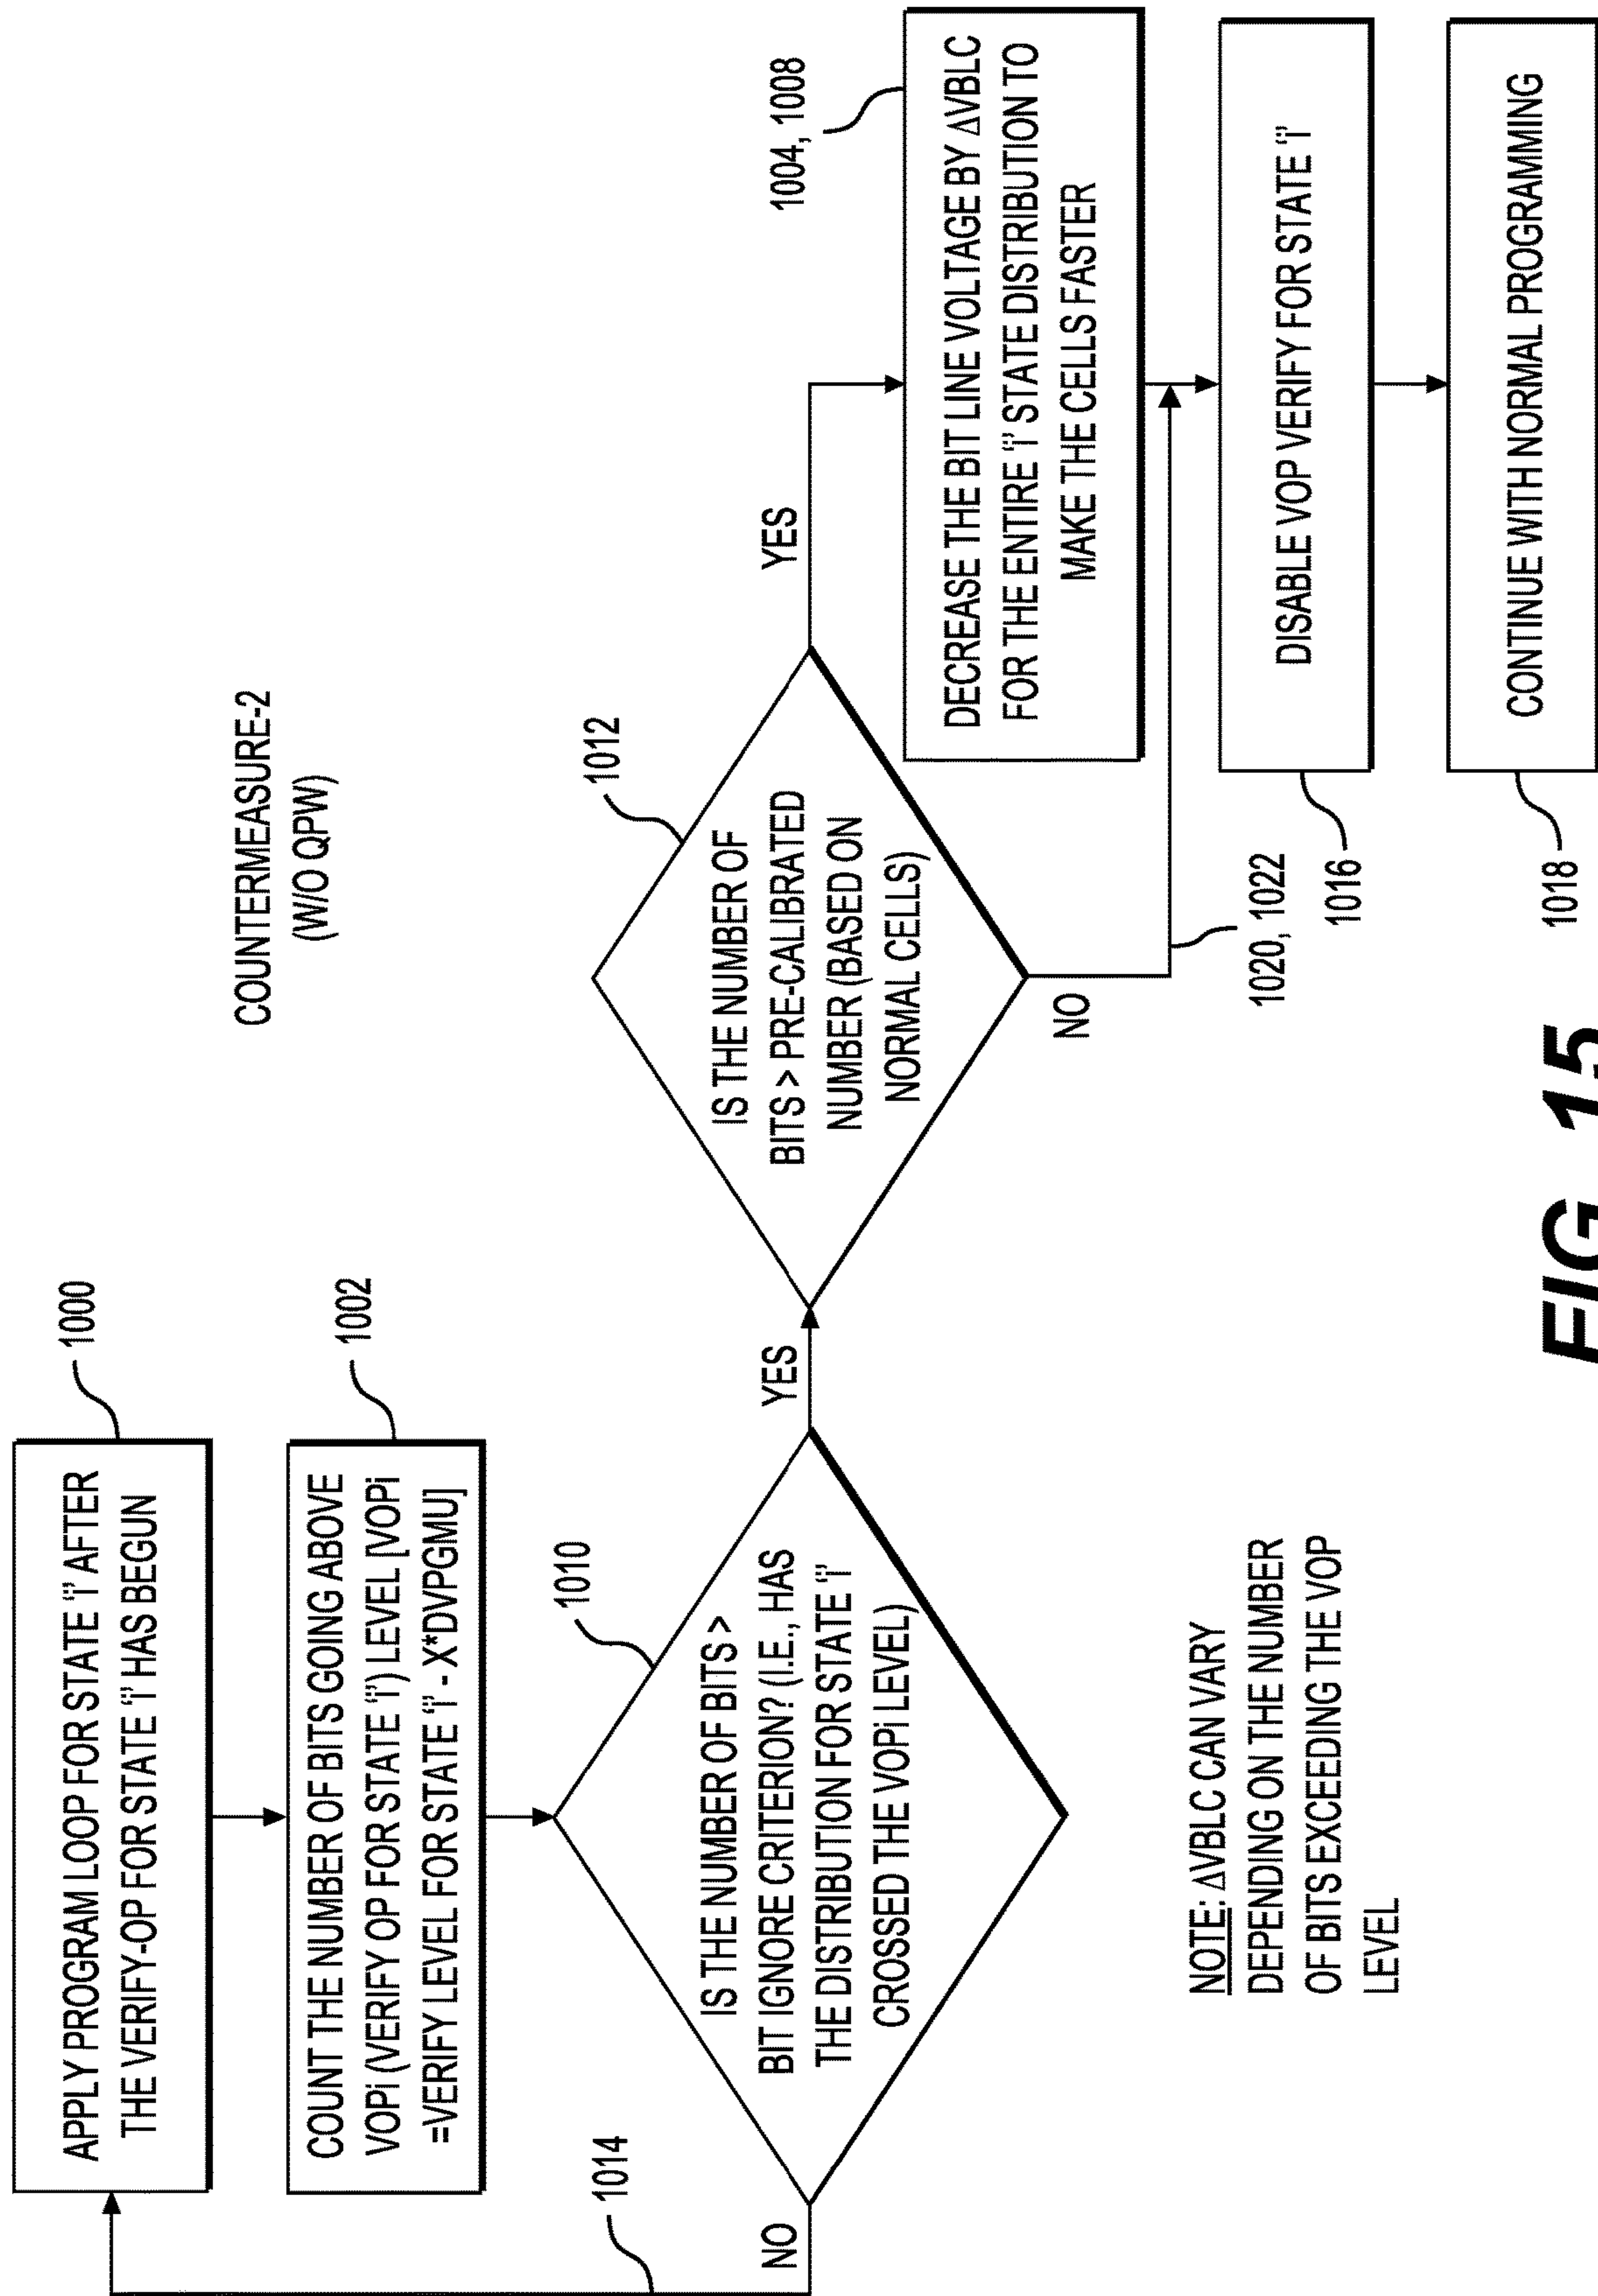 COUNTERMEASURE-2
(W/O QPW)
APPLY PROGRAM LOOP FOR STATE "i" AFTER
THE VERIFY-OP FOR STATE "i" HAS BEGUN
1000
COUNT THE NUMBER OF BITS GOING ABOVE
VOPi (VERIFY OP FOR STATE "i") LEVEL [VOPi
=VERIFY LEVEL FOR STATE "i" - X*DVPGMU]
1002
IS THE NUMBER OF BITS >
BIT IGNORE CRITERION? (I.E., HAS
THE DISTRIBUTION FOR STATE "i"
CROSSED THE VOPi LEVEL)
1010
NO
1014
YES
IS THE NUMBER OF
BITS > PRE-CALIBRATED
NUMBER (BASED ON
NORMAL CELLS)
1012
YES
NO
1004, 1008
DECREASE THE BIT LINE VOLTAGE BY ΔVBLC
FOR THE ENTIRE "i" STATE DISTRIBUTION TO
MAKE THE CELLS FASTER
1020, 1022
DISABLE VOP VERIFY FOR STATE "i"
1016
CONTINUE WITH NORMAL PROGRAMMING
1018
NOTE: ΔVBLC CAN VARY
DEPENDING ON THE NUMBER
OF BITS EXCEEDING THE VOP
LEVEL
FIG. 15